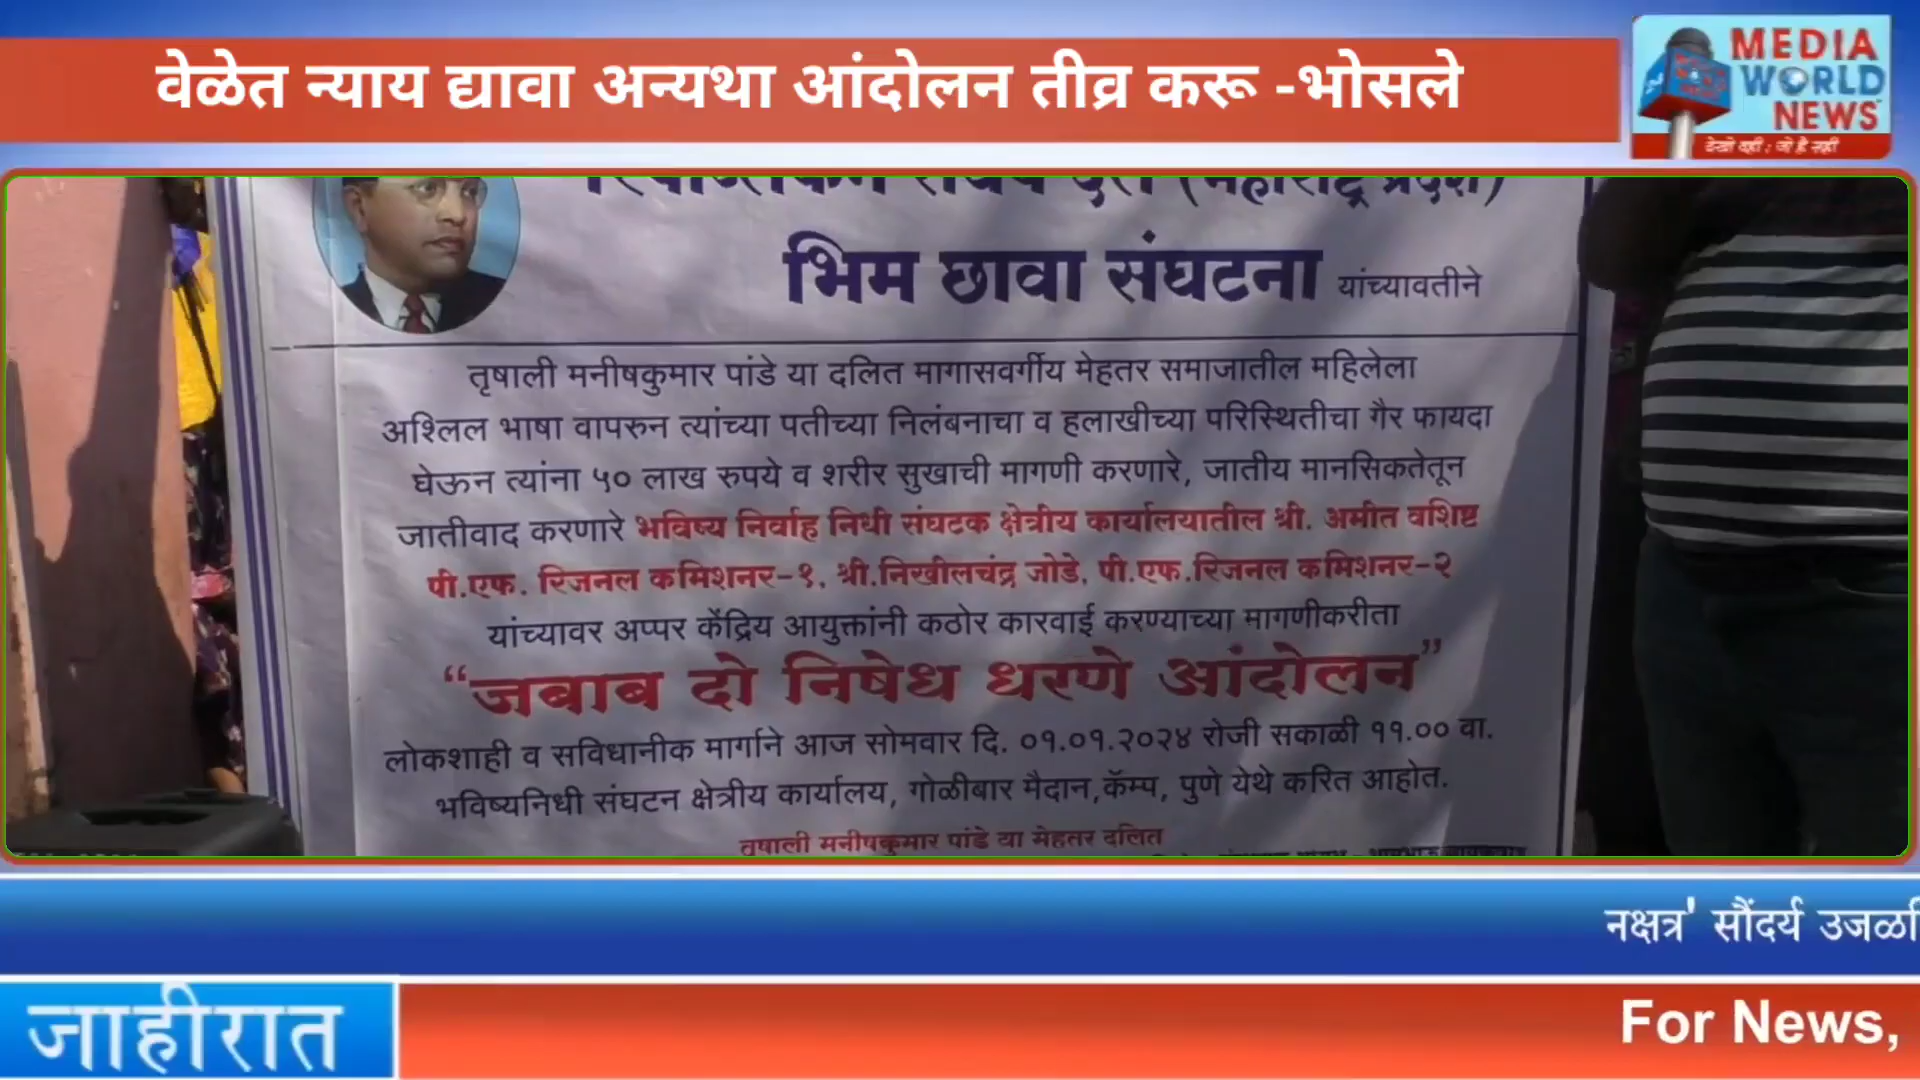 वेळेत न्याय द्यावा अन्यथा आंदोलन तीव्र करू -भोसले
MEDIA
WORLD
NEWS
देखो वही ; जो है सही
(महाराष्ट्र प्रदेश)
भिम छावा संघटना यांच्यावतीने
तृषाली मनीषकुमार पांडे या दलित मागासवर्गीय मेहतर समाजातील महिलेला
अश्लिल भाषा वापरुन त्यांच्या पतीच्या निलंबनाचा व हलाखीच्या परिस्थितीचा गैर फायदा
घेऊन त्यांना ५० लाख रुपये व शरीर सुखाची मागणी करणारे, जातीय मानसिकतेतून
जातीवाद करणारे भविष्य निर्वाह निधी संघटक क्षेत्रीय कार्यालयातील श्री. अमीत वशिष्ट
पी.एफ. रिजनल कमिशनर-१, श्री.निखीलचंद्र जोडे, पी.एफ.रिजनल कमिशनर-२
यांच्यावर अप्पर केंद्रिय आयुक्तांनी कठोर कारवाई करण्याच्या मागणीकरीता
“जवाब दो निषेध धरणे आंदोलन”
लोकशाही व सविधानीक मार्गाने आज सोमवार दि. ०१.०१.२०२४ रोजी सकाळी ११.०० वा.
भविष्यनिधी संघटन क्षेत्रीय कार्यालय, गोळीबार मैदान,कॅम्प, पुणे येथे करित आहोत.
तृषाली मनीषकुमार पांडे या मेहतर दलित
नक्षत्र' सौंदर्य
जाहीरात
For News,